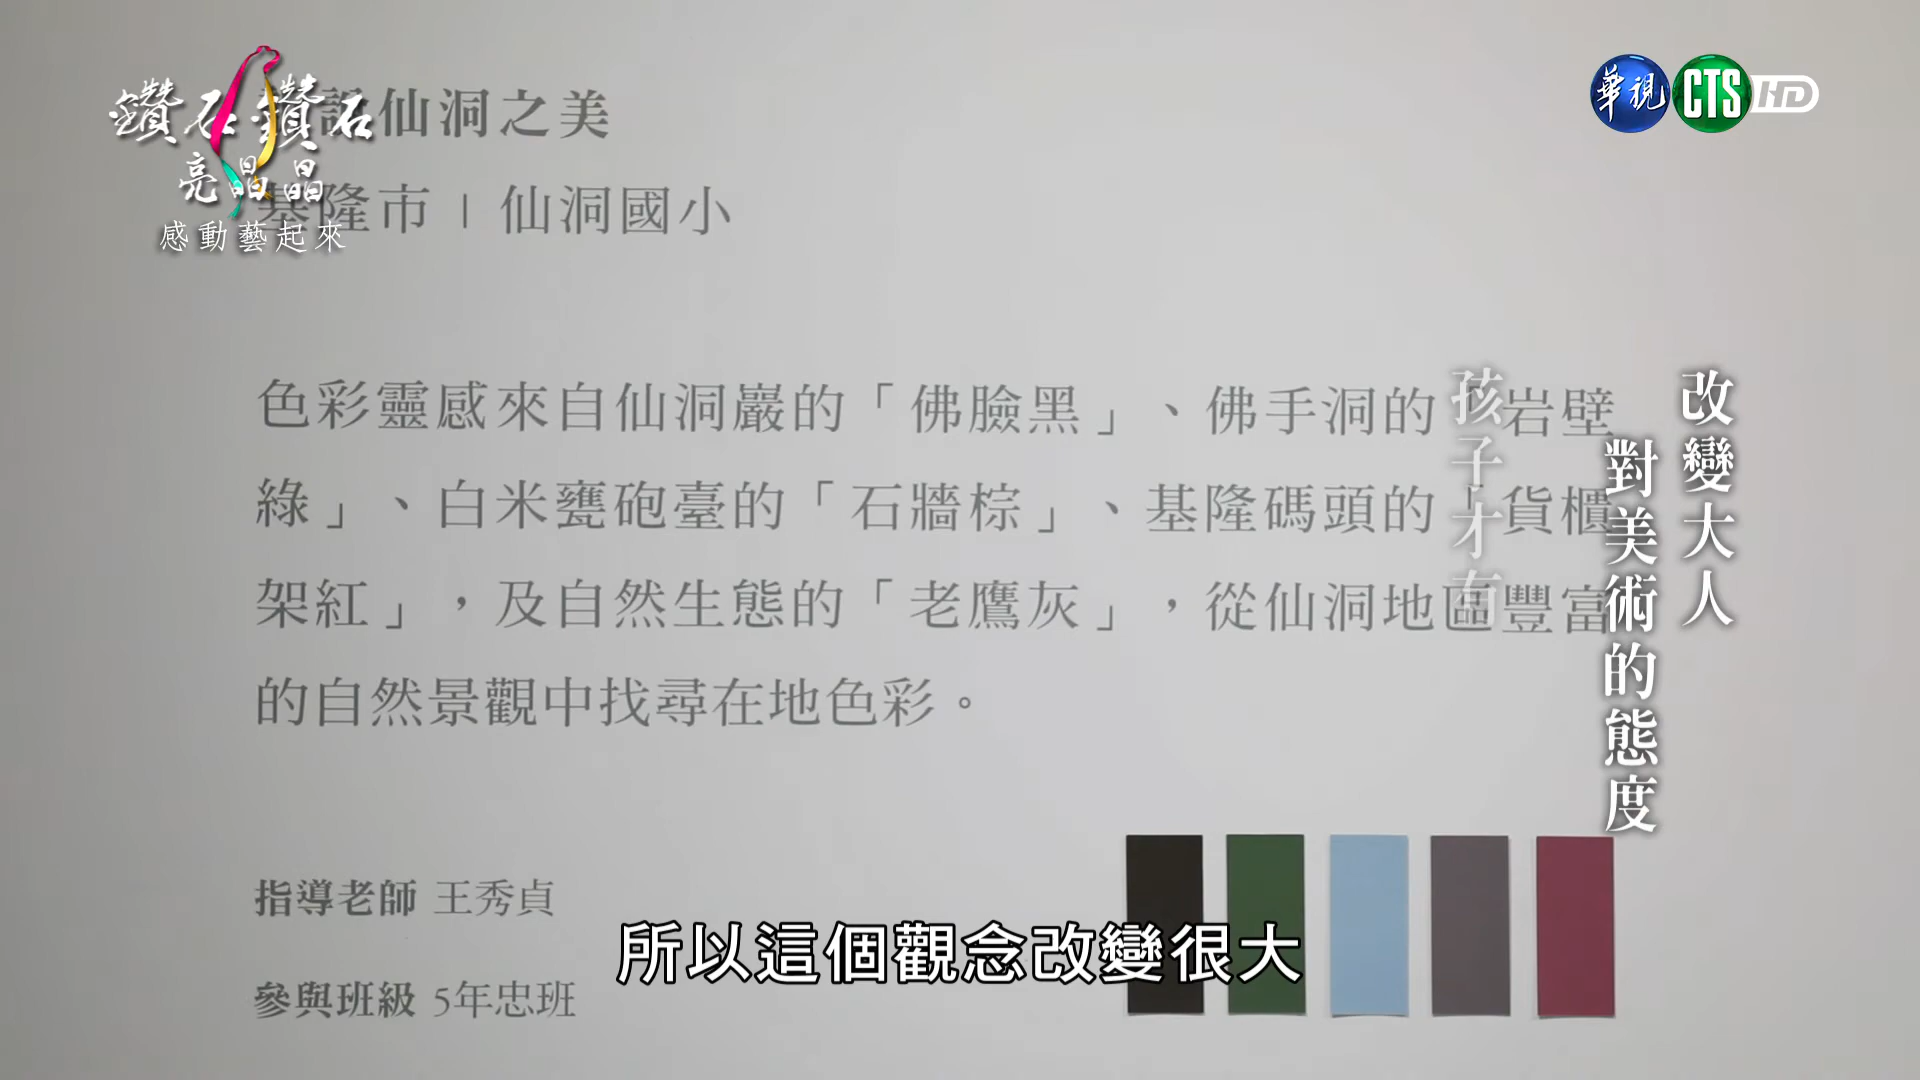 鑽石鑽石
亮晶晶
感動藝起來
華視 CTS HD
設仙洞之美
基隆市 | 仙洞國小
色彩靈感來自仙洞巖的「佛臉黑」、佛手洞的「岩壁
綠」、白米甕砲臺的「石牆棕」、基隆碼頭的「貨櫃
架紅」，及自然生態的「老鷹灰」，從仙洞地區豐富
的自然景觀中找尋在地色彩。
改變大人
對美術的態度
孩子才有
指導老師 王秀貞
參與班級 5年忠班
所以這個觀念改變很大